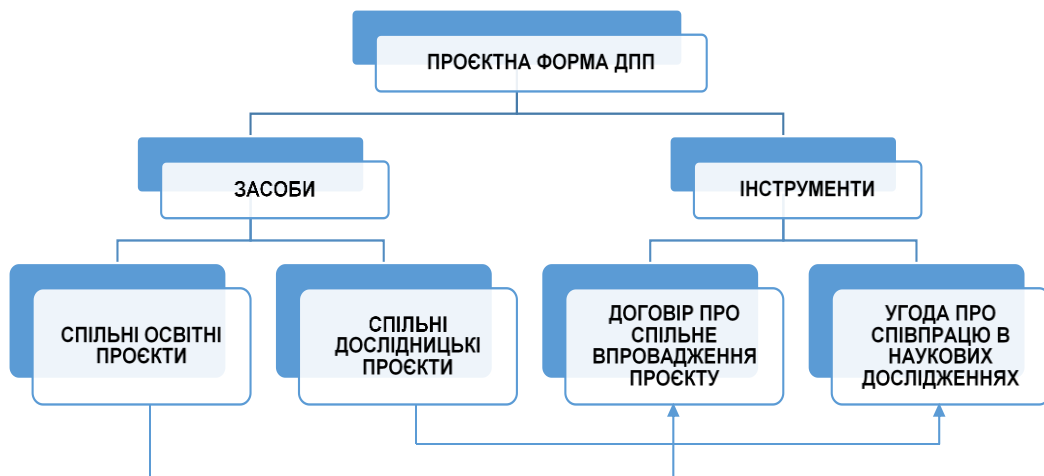 ПРОЄКТНА ФОРМА ДПП
ЗАСОБИ
ІНСТРУМЕНТИ
СПІЛЬНІ ОСВІТНІ
ПРОЄКТИ
СПІЛЬНІ
ДОСЛІДНИЦЬКІ
ПРОЄКТИ
ДОГОВІР ПРО
СПІЛЬНЕ
ВПРОВАДЖЕННЯ
ПРОЄКТУ
УГОДА ПРО
СПІВПРАЦЮ В
НАУКОВИХ
ДОСЛІДЖЕННЯХ